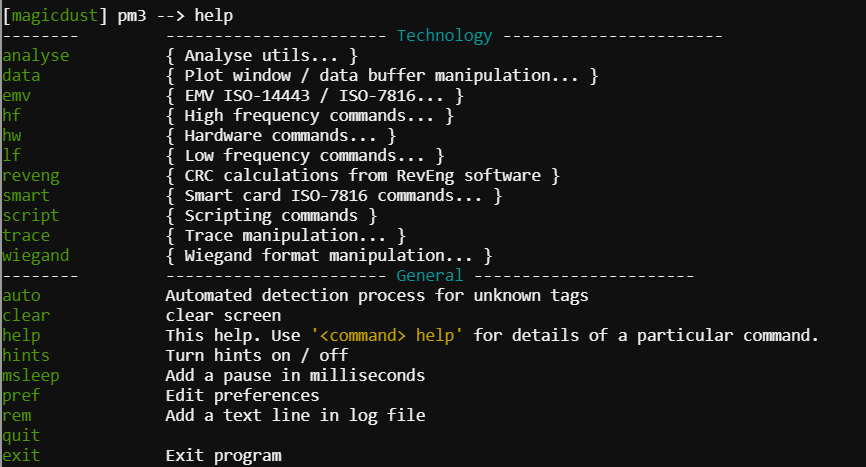 [magicdust] pm3 --> help
-------- ----------------------- Technology -----------------------
analyse { Analyse utils... }
data { Plot window / data buffer manipulation... }
emv { EMV ISO-14443 / ISO-7816... }
hf { High frequency commands... }
hw { Hardware commands... }
lf { Low frequency commands... }
reveng { CRC calculations from RevEng software }
smart { Smart card ISO-7816 commands... }
script { Scripting commands }
trace { Trace manipulation... }
wiegand { Wiegand format manipulation... }
-------- ----------------------- General -----------------------
auto Automated detection process for unknown tags
clear clear screen
help This help. Use '<command> help' for details of a particular command.
hints Turn hints on / off
msleep Add a pause in milliseconds
pref Edit preferences
rem Add a text line in log file
quit
exit Exit program